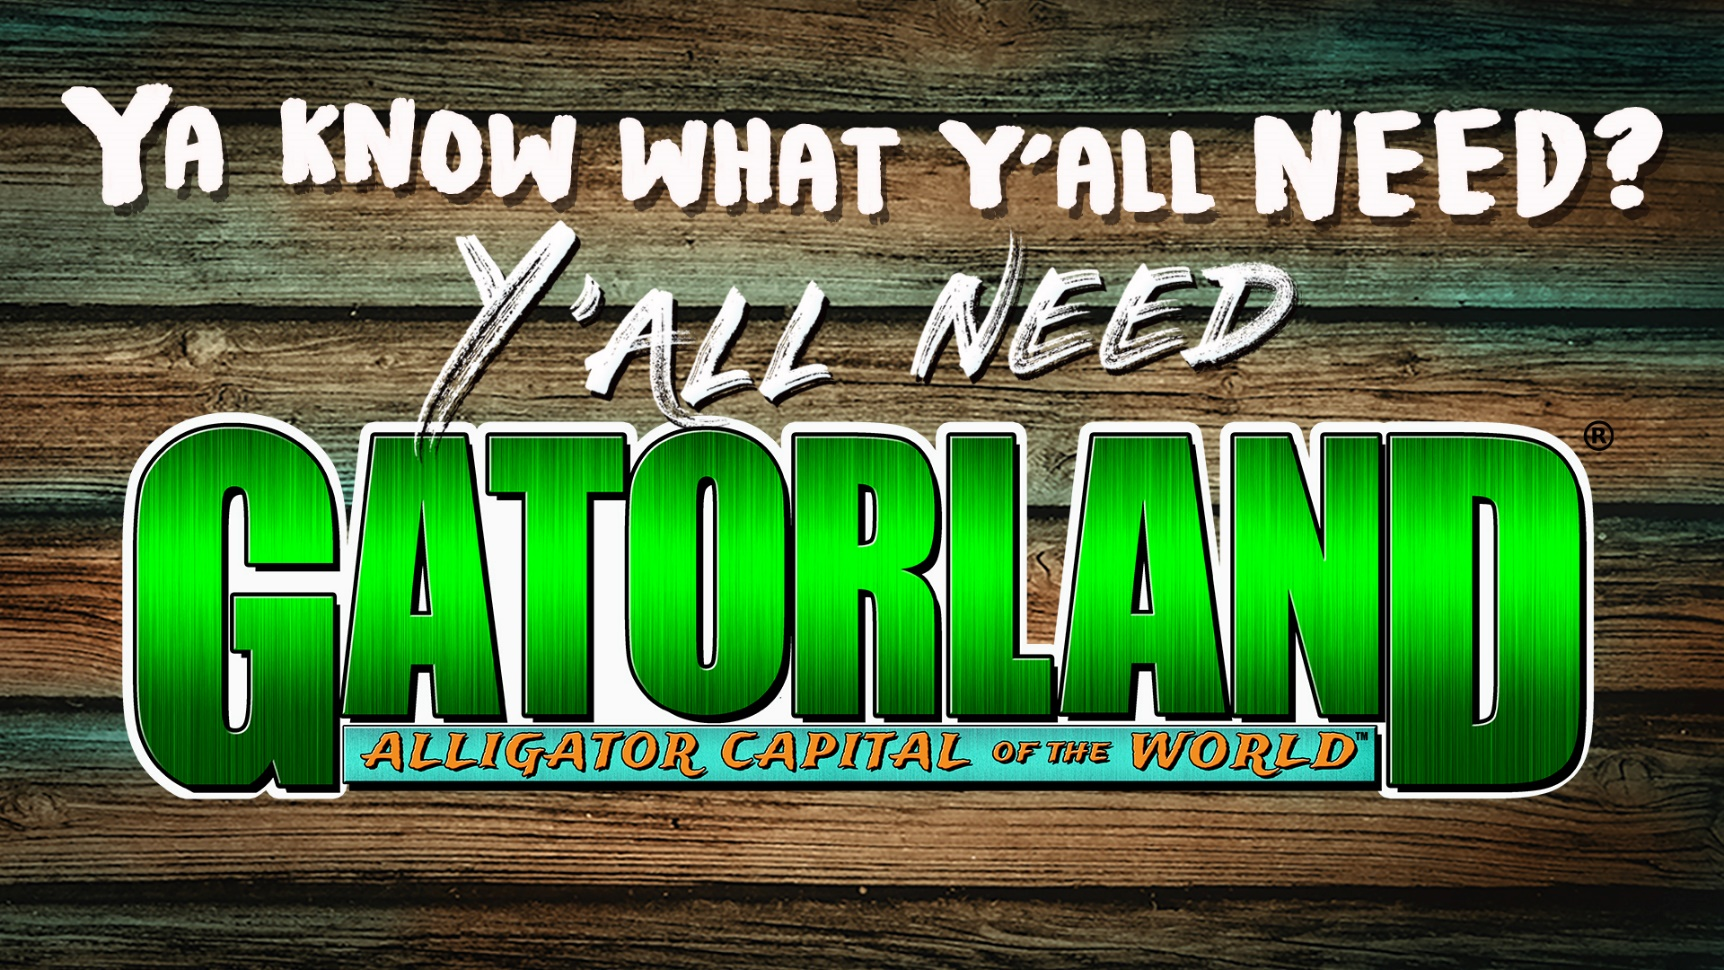 YA KNOW WHAT Y'ALL NEED?
Y'ALL NEED
GATORLAND®
ALLIGATOR CAPITAL OF THE WORLD™